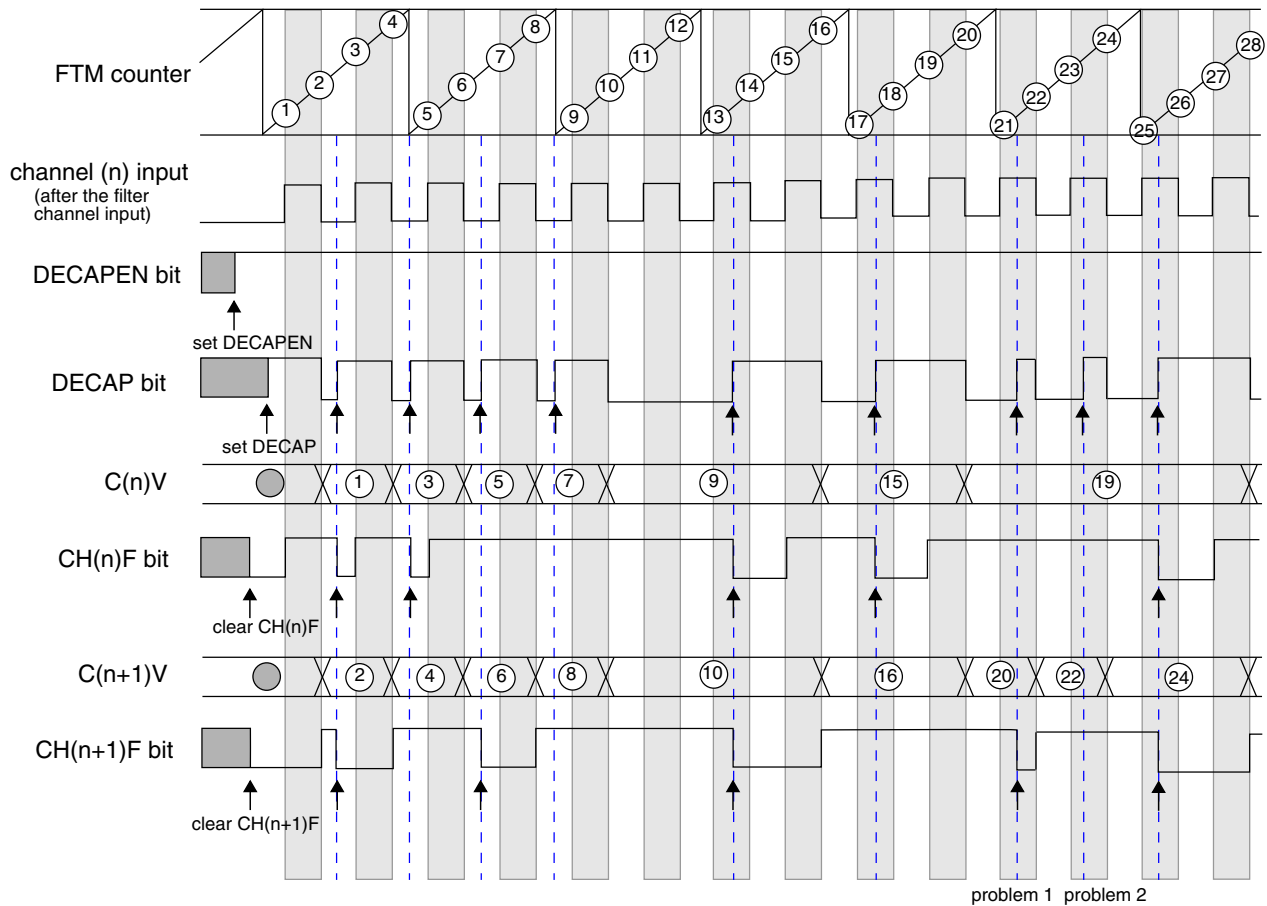 FTM counter
1 2 3 4 5 6 7 8 9 10 11 12 13 14 15 16 17 18 19 20 21 22 23 24 25 26 27 28
channel (n) input
(after the filter
channel input)
DECAPEN bit
set DECAPEN
DECAP bit
set DECAP
C(n)V
1 3 5 7 9 15 19
CH(n)F bit
clear CH(n)F
C(n+1)V
2 4 6 8 10 16 20 22 24
CH(n+1)F bit
clear CH(n+1)F
problem 1 problem 2